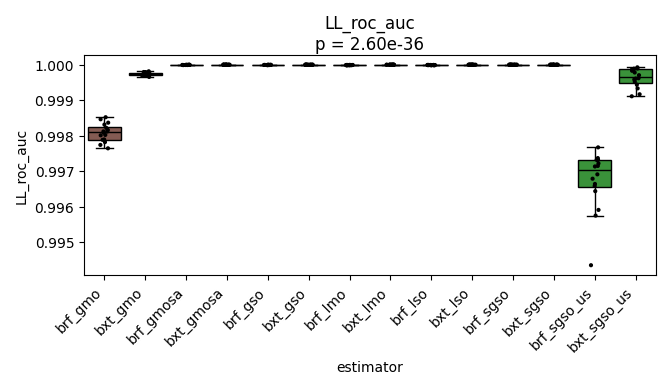 LL_roc_auc
p = 2.60e-36
LL_roc_auc
1.000
0.999
0.998
0.997
0.996
0.995
brf_gmo
bxt_gmo
brf_gmosa
bxt_gmosa
brf_gso
bxt_gso
brf_lmo
bxt_lmo
brf_lso
bxt_lso
brf_sgso
bxt_sgso
brf_sgso_us
bxt_sgso_us
estimator